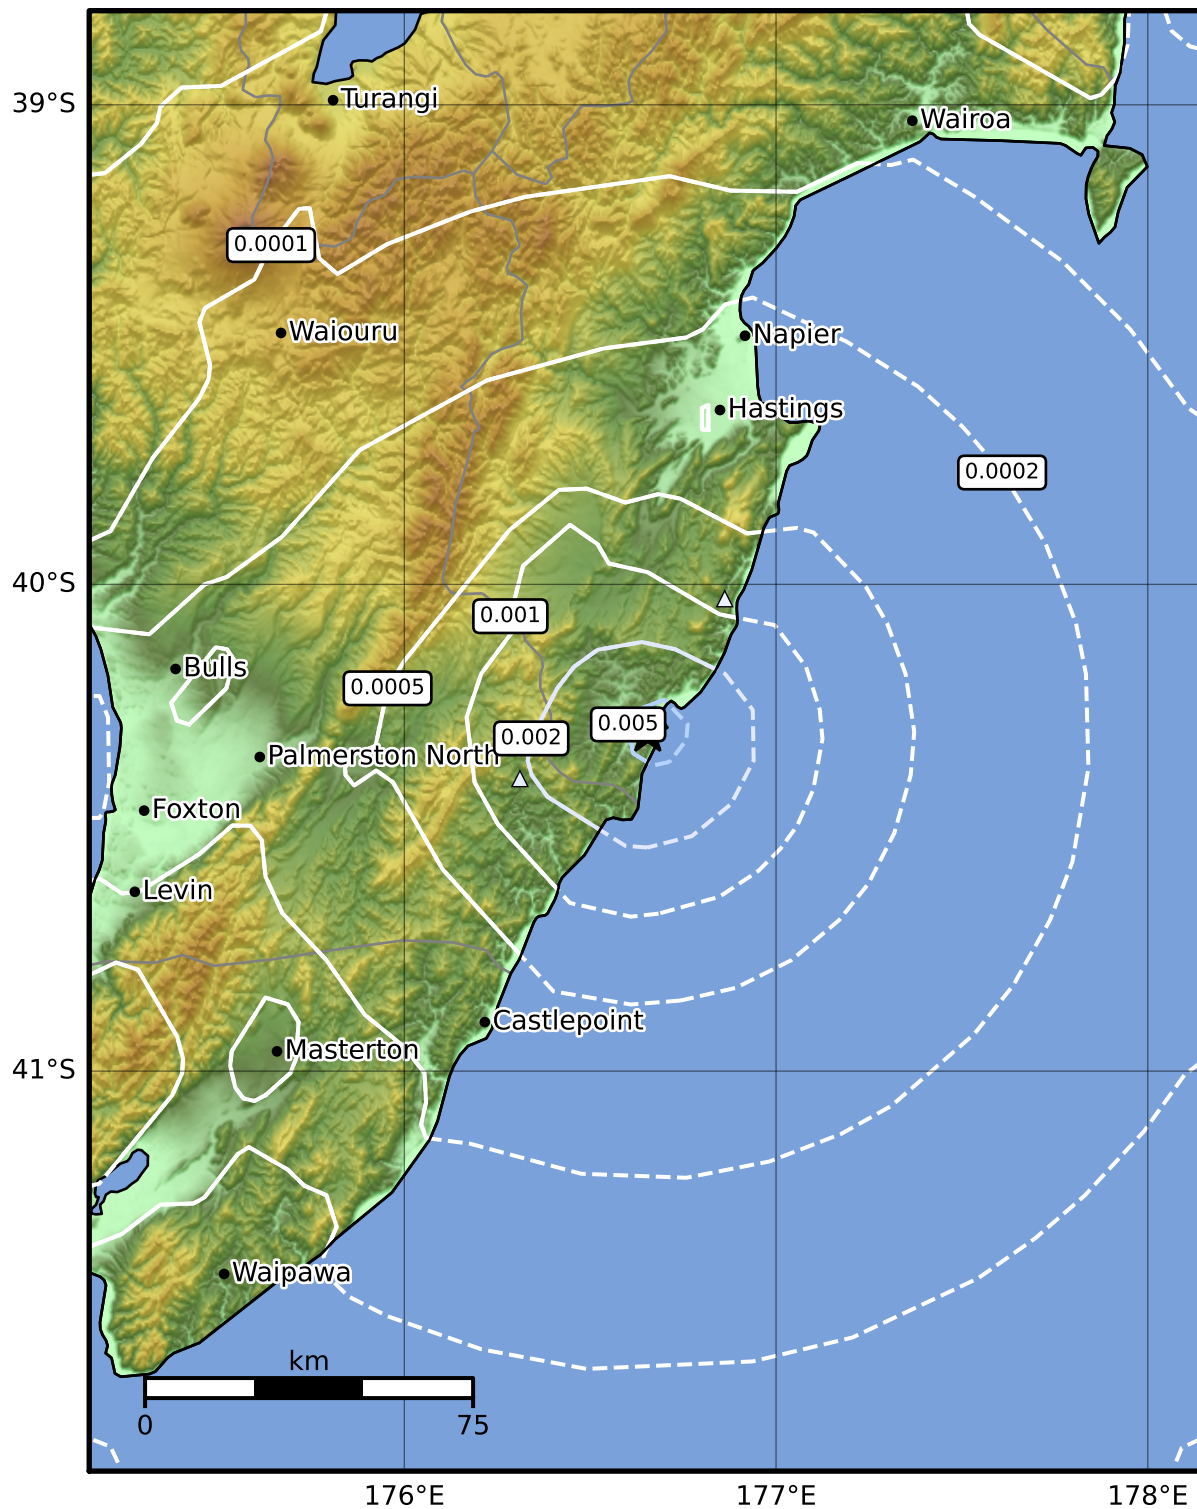 39°S
Turangi
Wairoa
0.0001
Waiouru
Napier
Hastings
0.0002
40°S
0.001
Bulls
0.0005
0.005
0.002
Palmerston North
Foxton
Levin
Castlepoint
Masterton
41°S
Waipawa
km
0 75
176°E 177°E 178°E